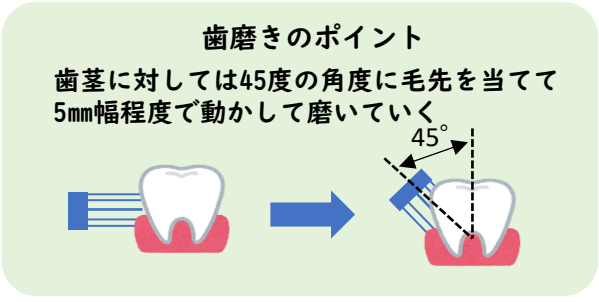 歯磨きのポイント
歯茎に対しては45度の角度に毛先を当てて
5㎜幅程度で動かして磨いていく
45°